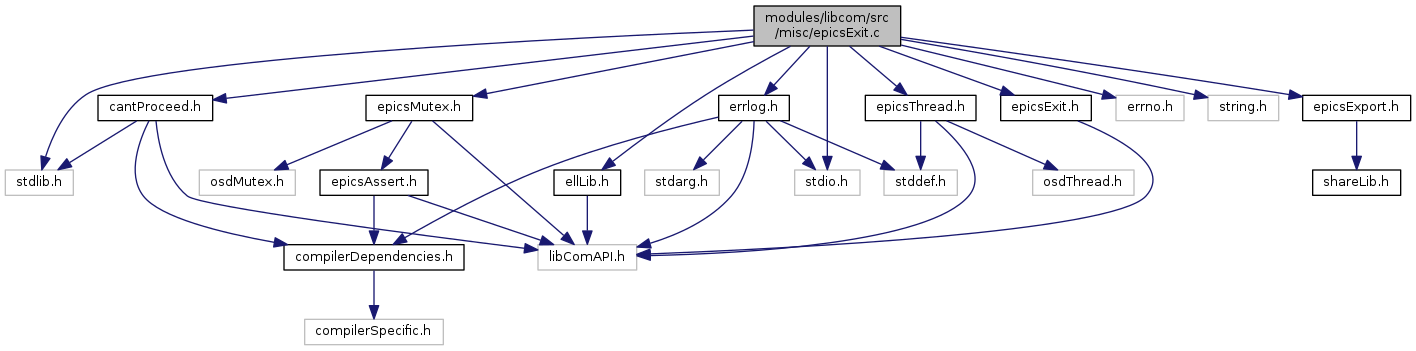 modules/libcom/src
/misc/epicsExit.c
cantProceed.h
epicsMutex.h
errlog.h
epicsThread.h
epicsExit.h
errno.h
string.h
epicsExport.h
stdlib.h
osdMutex.h
epicsAssert.h
ellLib.h
stdarg.h
stdio.h
stddef.h
osdThread.h
shareLib.h
compilerDependencies.h
libComAPI.h
compilerSpecific.h